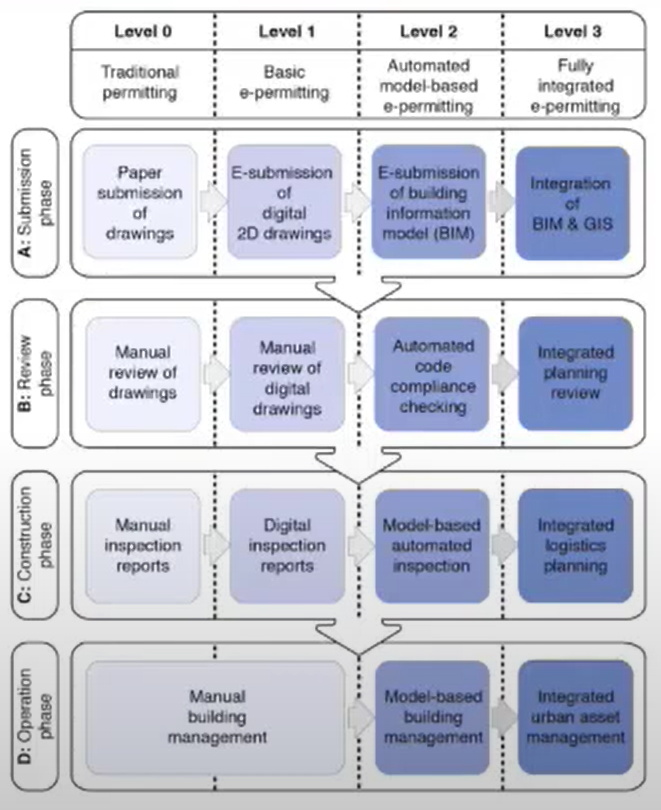 Level 0
Level 1
Level 2
Level 3
Traditional
permitting
Basic
e-permitting
Automated
model-based
e-permitting
Fully
integrated
e-permitting
A: Submission
phase
Paper
submission
of
drawings
E-submission
of
digital
2D drawings
E-submission
of building
information
model (BIM)
Integration
of
BIM & GIS
B: Review
phase
Manual
review of
drawings
Manual
review of
digital
drawings
Automated
code
compliance
checking
Integrated
planning
review
C: Construction
phase
Manual
inspection
reports
Digital
inspection
reports
Model-based
automated
inspection
Integrated
logistics
planning
D: Operation
phase
Manual
building
management
Model-based
building
management
Integrated
urban asset
management